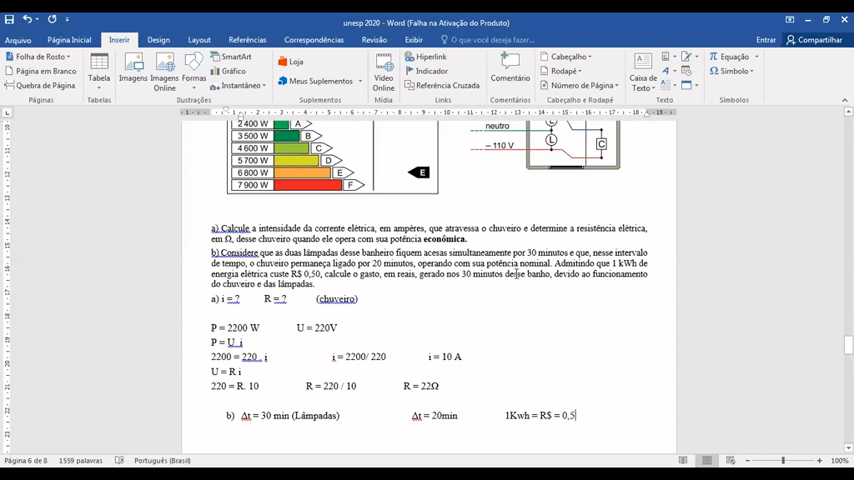 unesp 2020 - Word (Falha na Ativação do Produto)
Arquivo Página Inicial Inserir Design Layout Referências Correspondências Revisão Exibir O que você deseja fazer... Entrar Compartilhar
Folha de Rosto
Página em Branco
Quebra de Página
Páginas
Tabela
Tabelas
Imagens
Imagens Online
Formas
SmartArt
Gráfico
Instantâneo
Ilustrações
Loja
Meus Suplementos
Suplementos
Vídeo Online
Mídia
Hiperlink
Indicador
Referência Cruzada
Links
Comentário
Comentários
Cabeçalho
Rodapé
Número de Página
Cabeçalho e Rodapé
Caixa de Texto
Texto
Equação
Símbolo
Símbolos
2 400 W A
3 500 W B
4 600 W C
5 700 W D
6 800 W E
7 900 W F
E
neutro
– 110 V
L
C
a) Calcule a intensidade da corrente elétrica, em ampères, que atravessa o chuveiro e determine a resistência elétrica,
em Ω, desse chuveiro quando ele opera com sua potência econômica.
b) Considere que as duas lâmpadas desse banheiro fiquem acesas simultaneamente por 30 minutos e que, nesse intervalo
de tempo, o chuveiro permaneça ligado por 20 minutos, operando com sua potência nominal. Admitindo que 1 kWh de
energia elétrica custe R$ 0,50, calcule o gasto, em reais, gerado nos 30 minutos desse banho, devido ao funcionamento
do chuveiro e das lâmpadas.
a) i = ? R = ? (chuveiro)
P = 2200 W U = 220V
P = U. i
2200 = 220 . i i = 2200/ 220 i = 10 A
U = R i
220 = R. 10 R = 220 / 10 R = 22Ω
b) Δt = 30 min (Lâmpadas) Δt = 20min 1Kwh = R$ = 0,5
Página 6 de 8 1559 palavras Português (Brasil) 100%